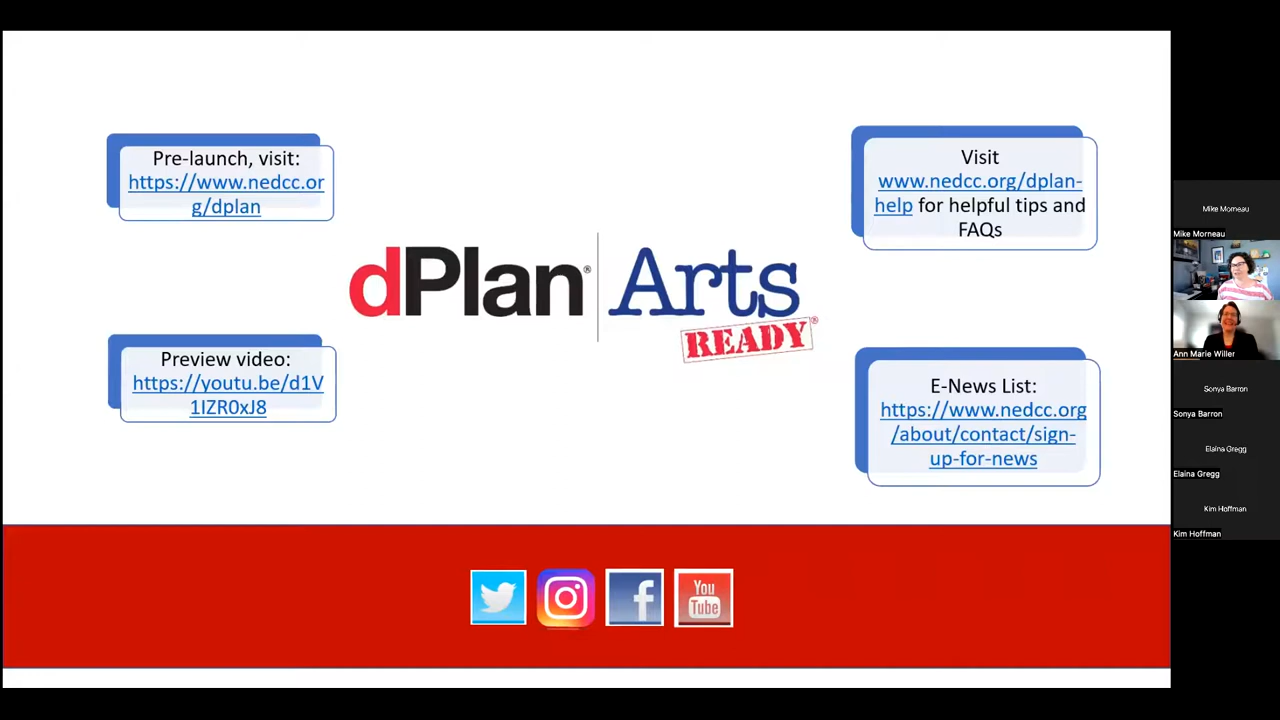 Pre-launch, visit:
https://www.nedcc.or
g/dplan
Visit
www.nedcc.org/dplan-
help for helpful tips and
FAQs
dPlan® Arts
READY®
Preview video:
https://youtu.be/d1V
1IZR0xJ8
E-News List:
https://www.nedcc.org
/about/contact/sign-
up-for-news
You
Tube
Mike Morneau
Mike Morneau
Ann Marie Willer
Sonya Barron
Sonya Barron
Elaina Gregg
Elaina Gregg
Kim Hoffman
Kim Hoffman